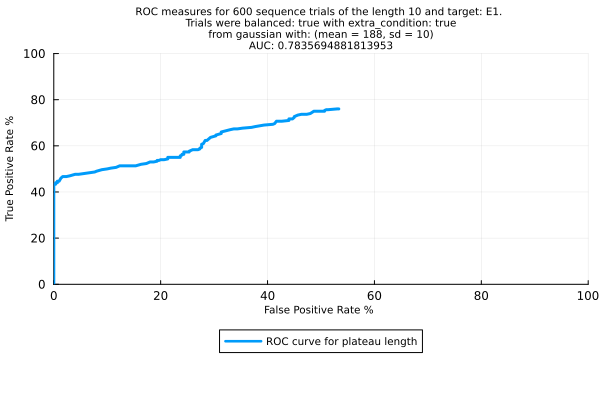 ROC measures for 600 sequence trials of the length 10 and target: E1.
Trials were balanced: true with extra_condition: true
from gaussian with: (mean = 188, sd = 10)
AUC: 0.7835694881813953
100
80
60
40
20
0
True Positive Rate %
0 20 40 60 80 100
False Positive Rate %
ROC curve for plateau length